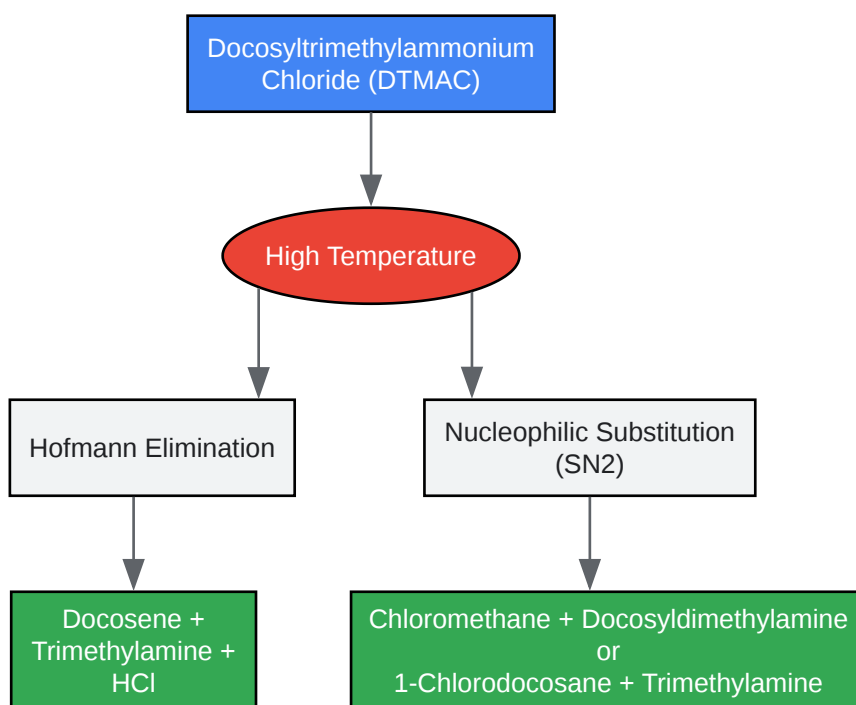 Docosyltrimethylammonium
Chloride (DTMAC)
High Temperature
Hofmann Elimination
Nucleophilic Substitution
(SN2)
Docosene +
Trimethylamine +
HCl
Chloromethane + Docosyldimethylamine
or
1-Chlorodocosane + Trimethylamine